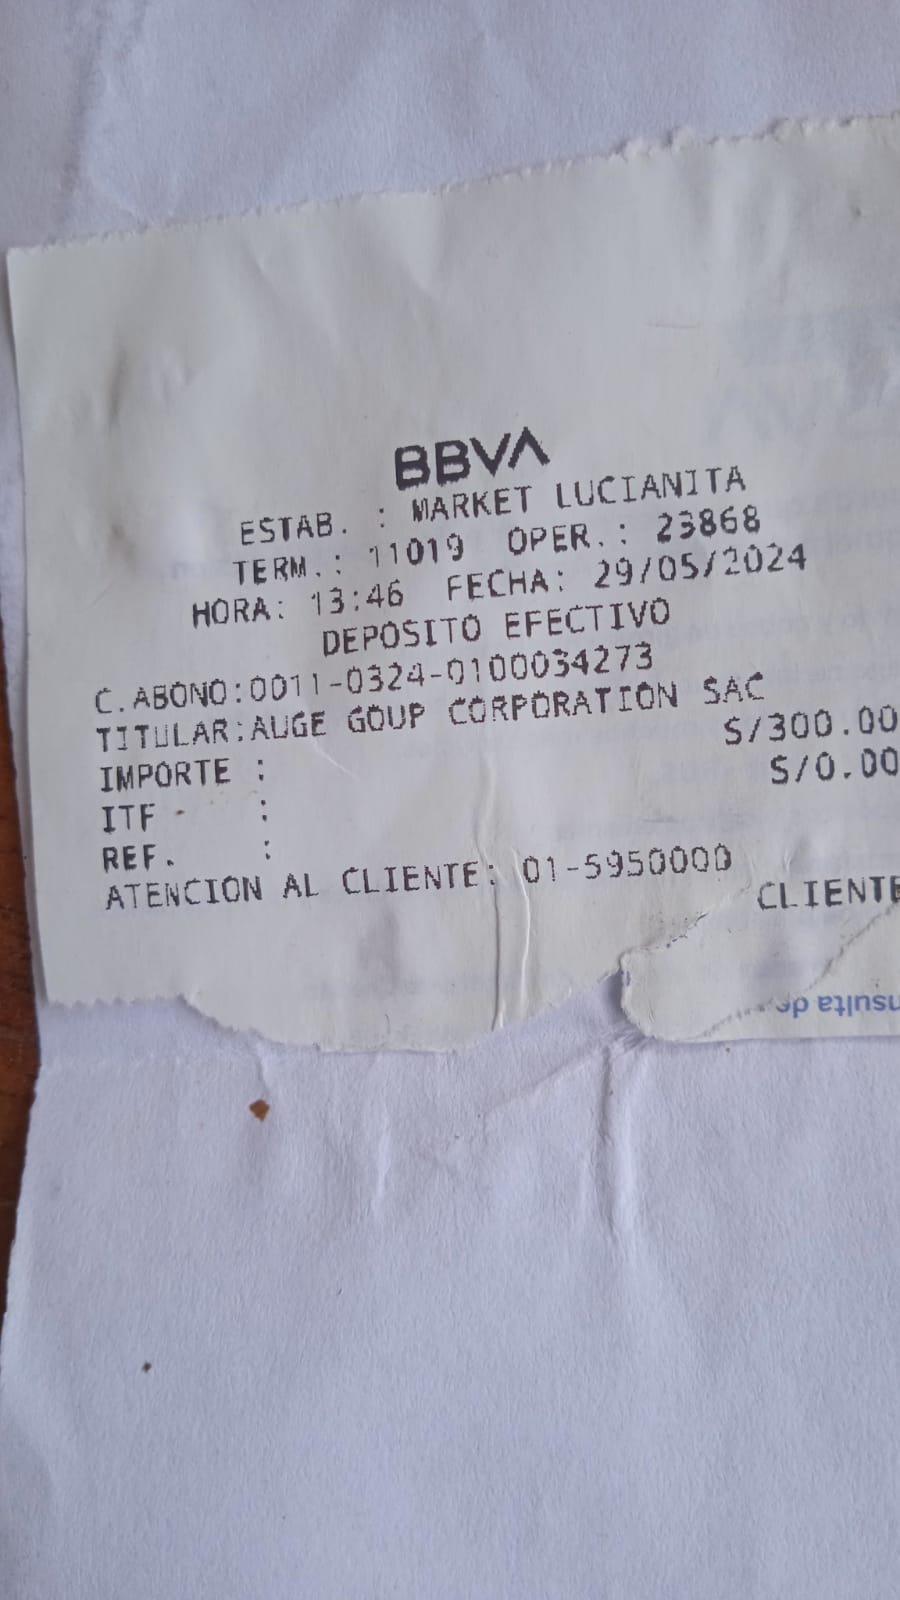 BBVA
ESTAB. : MARKET LUCIANITA
TERM.: 11019 OPER.: 23868
HORA: 13:46 FECHA: 29/05/2024
DEPOSITO EFECTIVO
C.ABONO:0011-0324-0100034273
TITULAR:AUGE GOUP CORPORATION SAC
IMPORTE : S/300.00
ITF : S/0.00
REF. :
ATENCION AL CLIENTE: 01-5950000
CLIENTE